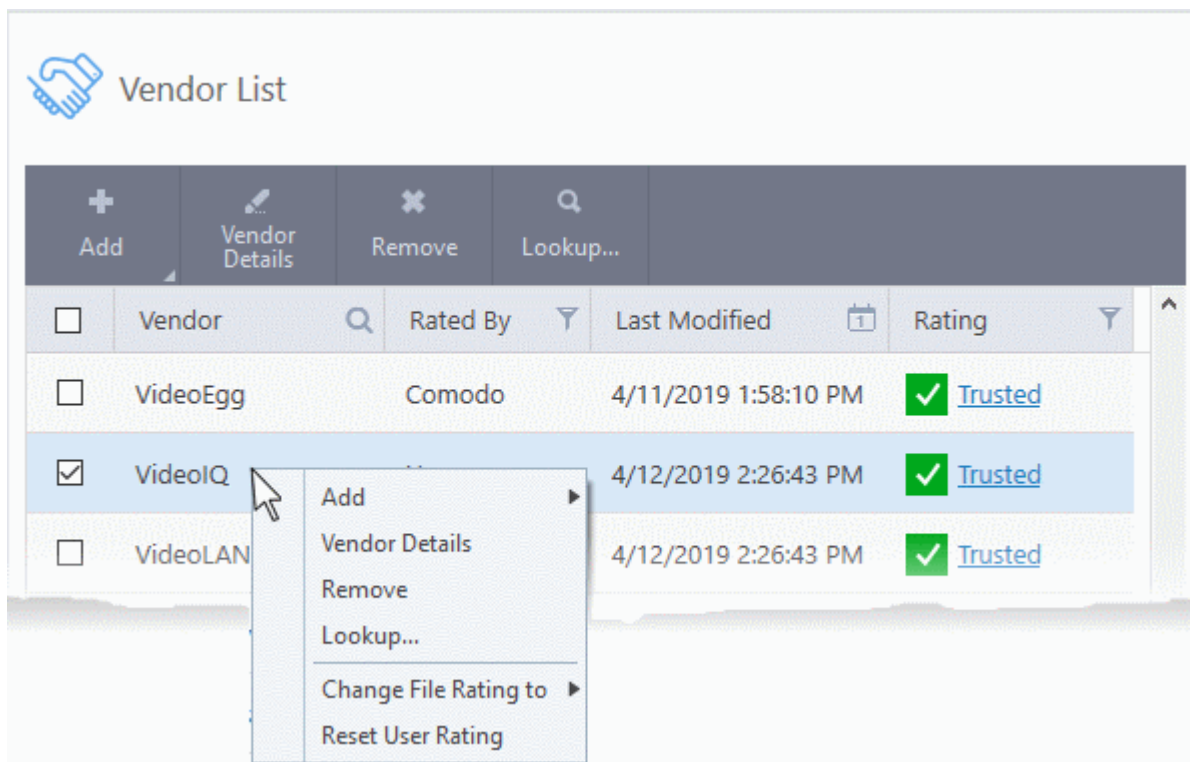 Vendor List
Add
Vendor
Details
Remove
Lookup...
Vendor Rated By Last Modified 1 Rating
VideoEgg Comodo 4/11/2019 1:58:10 PM Trusted
VideoIQ 4/12/2019 2:26:43 PM Trusted
VideoLAN 4/12/2019 2:26:43 PM Trusted
Add
Vendor Details
Remove
Lookup...
Change File Rating to
Reset User Rating